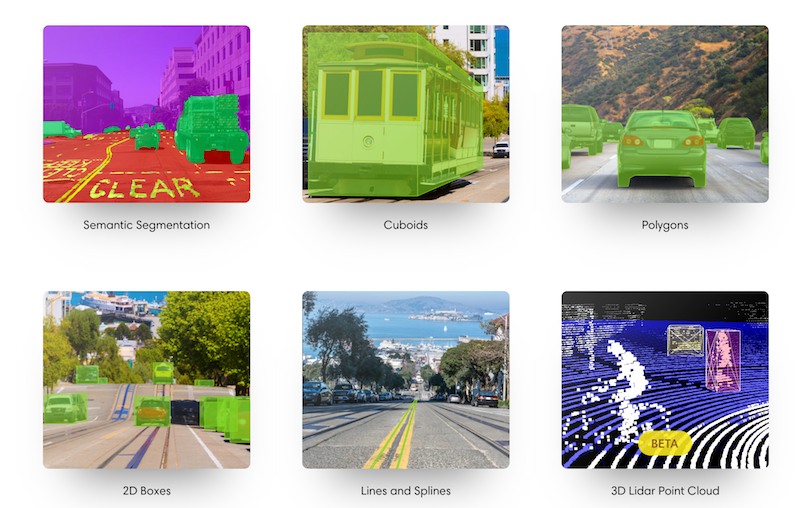 CLEAR
Semantic Segmentation
Cuboids
Polygons
BETA
2D Boxes
Lines and Splines
3D Lidar Point Cloud